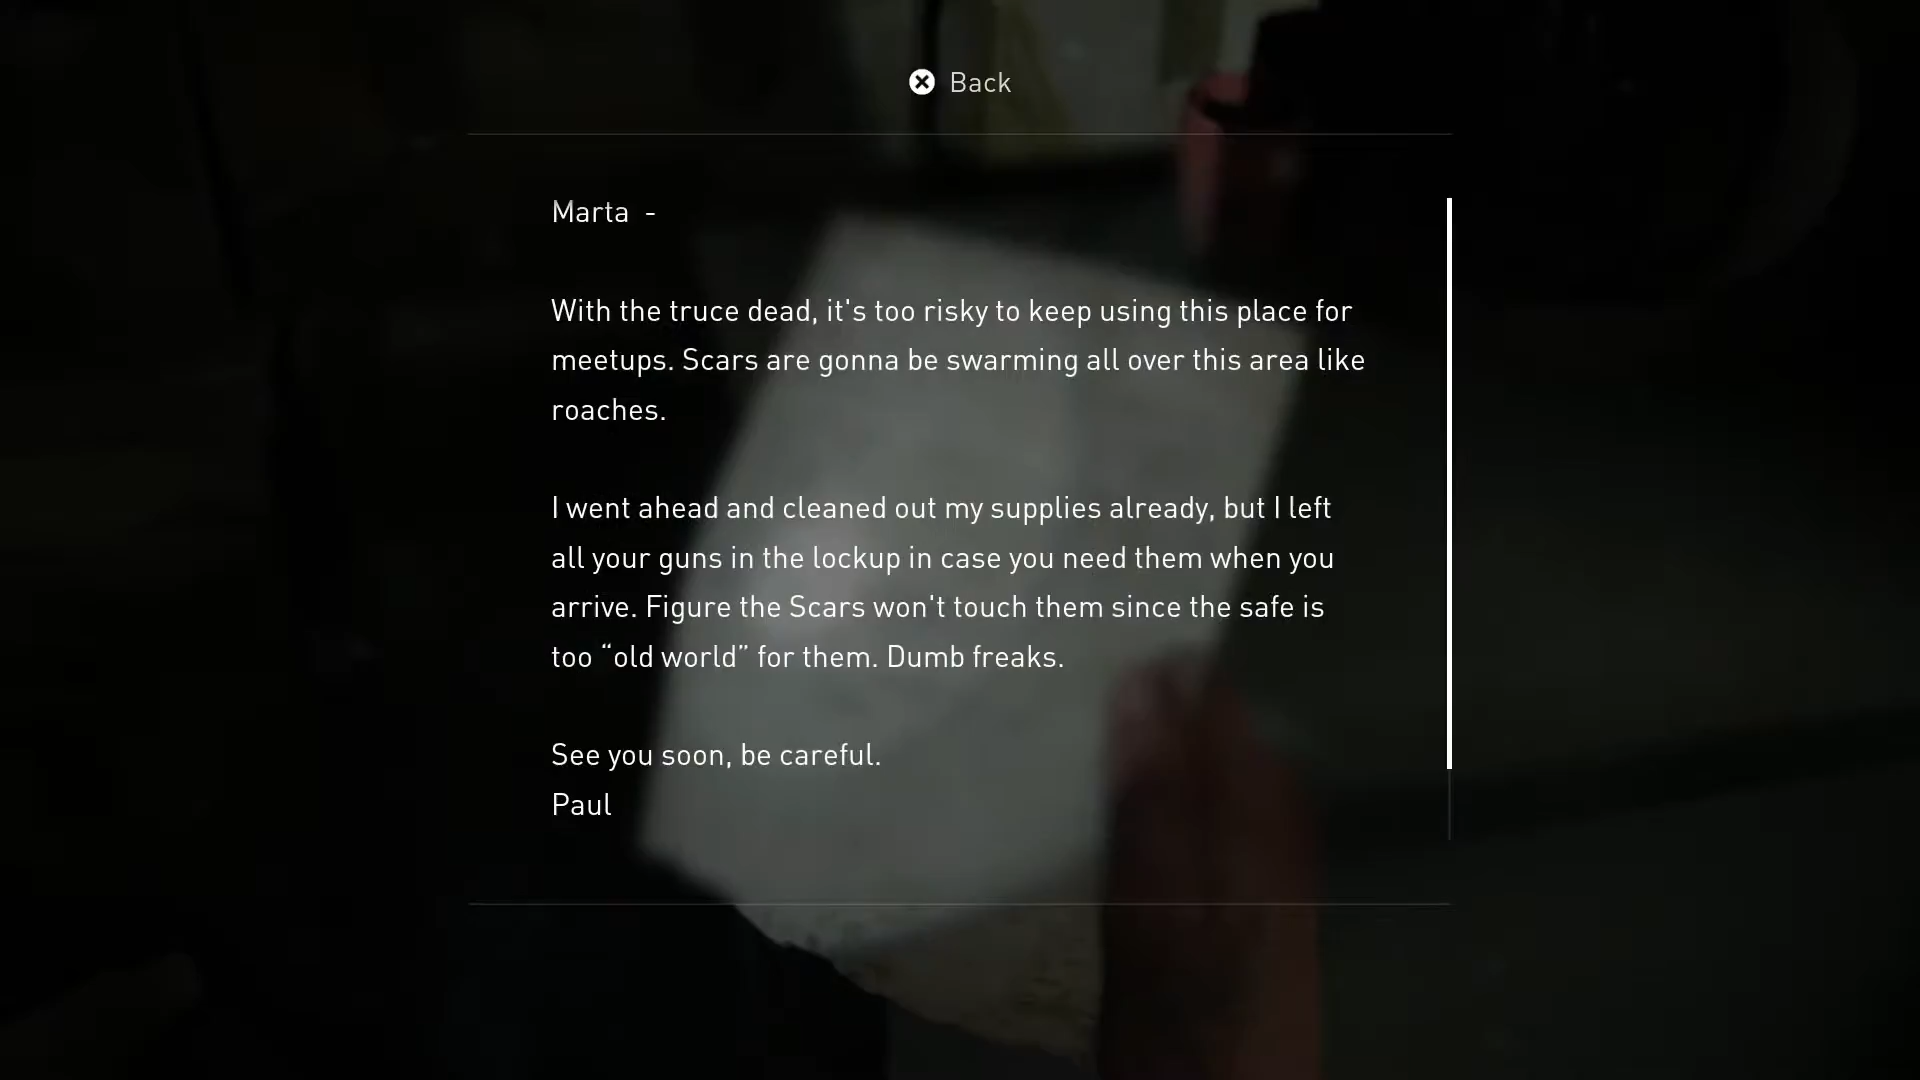 Back
Marta -
With the truce dead, it's too risky to keep using this place for
meetups. Scars are gonna be swarming all over this area like
roaches.
I went ahead and cleaned out my supplies already, but I left
all your guns in the lockup in case you need them when you
arrive. Figure the Scars won't touch them since the safe is
too “old world” for them. Dumb freaks.
See you soon, be careful.
Paul